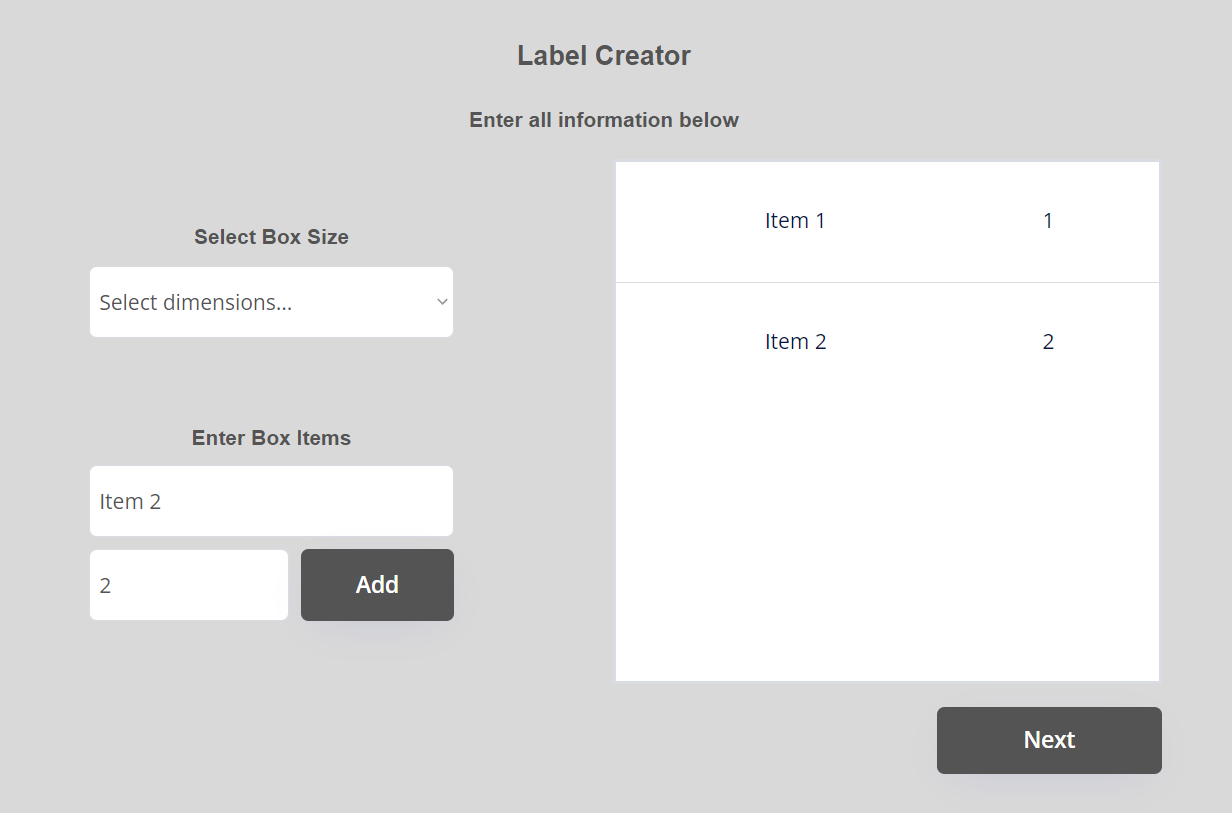 Label Creator
Enter all information below
Select Box Size
Select dimensions...
Enter Box Items
Item 2
2
Add
Item 1 1
Item 2 2
Next